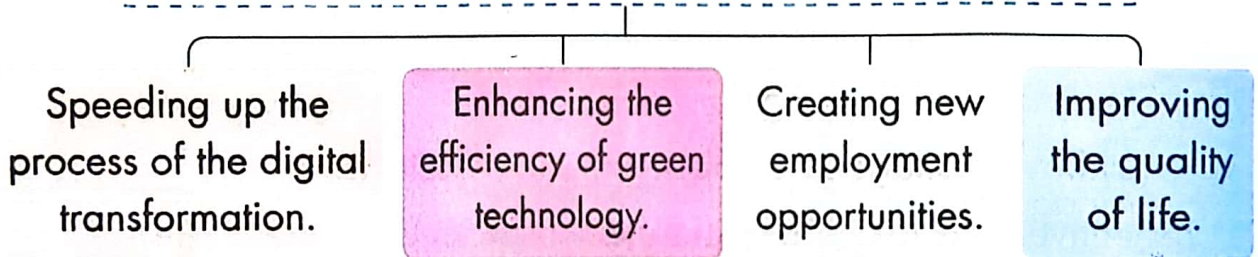 Speeding up the
process of the digital
transformation.
Enhancing the
efficiency of green
technology.
Creating new
employment
opportunities.
Improving
the quality
of life.